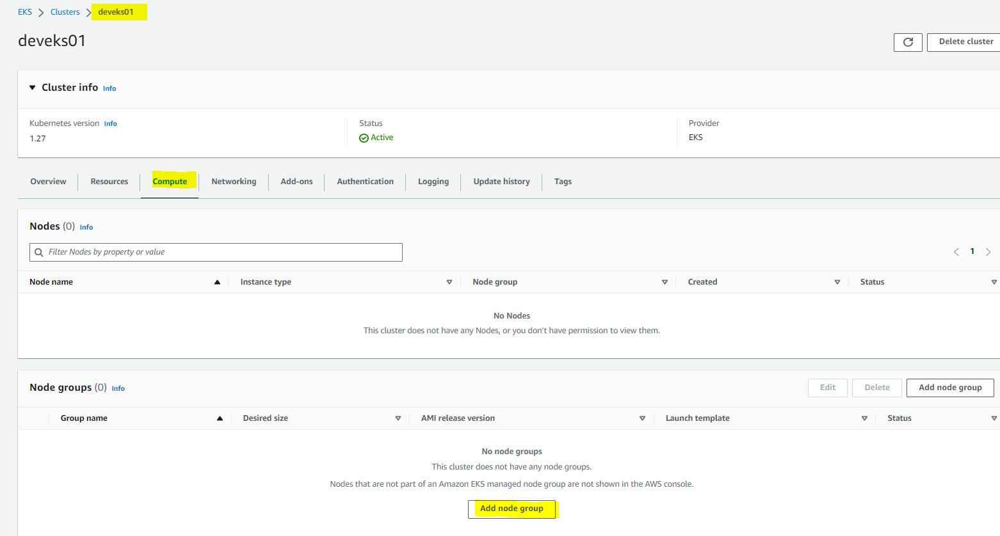 EKS > Clusters > deveks01
deveks01
Delete cluster
Cluster info Info
Kubernetes version Info
1.27
Status
Active
Provider
EKS
Overview Resources Compute Networking Add-ons Authentication Logging Update history Tags
Nodes (0) Info
Filter Nodes by property or value
1
Node name Instance type Node group Created Status
No Nodes
This cluster does not have any Nodes, or you don't have permission to view them.
Node groups (0) Info
Edit Delete Add node group
Group name Desired size AMI release version Launch template Status
No node groups
This cluster does not have any node groups.
Nodes that are not part of an Amazon EKS managed node group are not shown in the AWS console.
Add node group